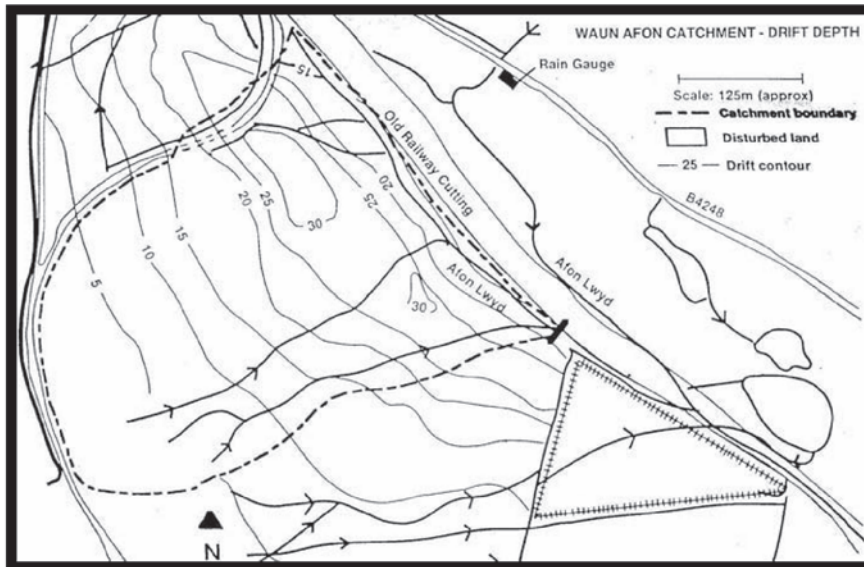 WAUN AFON CATCHMENT - DRIFT DEPTH
Rain Gauge
Scale: 125m (approx)
Catchment boundary
Disturbed land
25
Drift contour
15
Old Railway Cutting
20
25
B4248
20
25
30
15
10
5
Afon Lwyd
Afon Lwyd
30
N